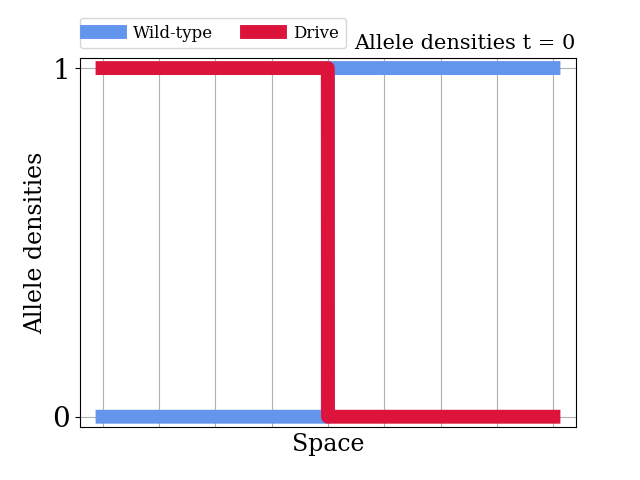 Wild-type Drive
Allele densities t = 0
1
Allele densities
0
Space